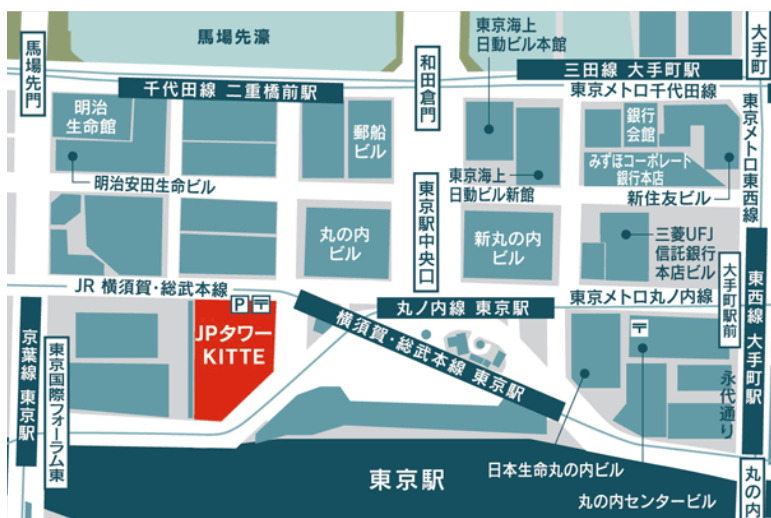 馬場先濠
馬場先門
和田倉門
東京海上
日動ビル本館
三田線 大手町駅
大手町
千代田線 二重橋前駅
東京メトロ千代田線
明治
生命館
郵船
ビル
銀行
会館
東京メトロ東西線
みずほコーポレート
銀行本店
明治安田生命ビル
東京海上
日動ビル新館
新住友ビル
東京駅中央口
丸の内
ビル
新丸の内
ビル
三菱UFJ
信託銀行
本店ビル
東西線 大手町駅
大手町駅前
JR 横須賀・総武本線
P 〒
丸ノ内線 東京駅
東京メトロ丸ノ内線
JPタワー
KITTE
横須賀・総武本線 東京駅
〒
京葉線 東京駅
東京国際フォーラム東
永代通り
東京駅
日本生命丸の内ビル
丸の内センタービル
丸の内